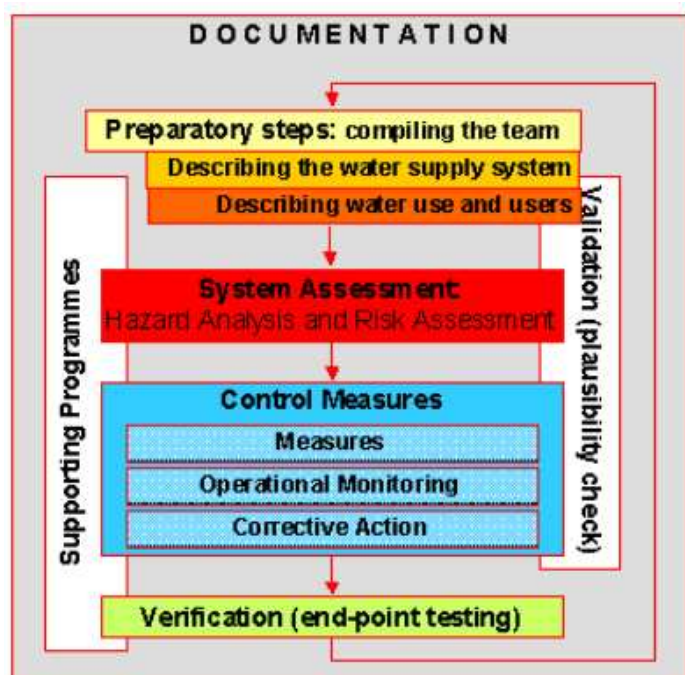 DOCUMENTATION
Preparatory steps: compiling the team
Describing the water supply system
Describing water use and users
System Assessment:
Hazard Analysis and Risk Assessment
Control Measures
Measures
Operational Monitoring
Corrective Action
Verification (end-point testing)
Supporting Programmes
Validation (plausibility check)